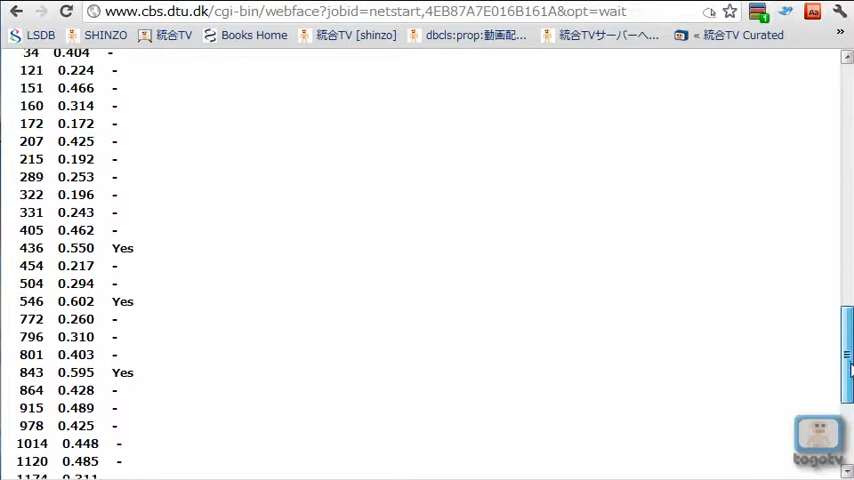 www.cbs.dtu.dk/cgi-bin/webface?jobid=netstart,4EB87A7E016B161A&opt=wait
LSDB SHINZO 統合TV Books Home 統合TV [shinzo] dbcls:prop:動画配... 統合TVサーバーへ... « 統合TV Curated »
34 0.404 -
121 0.224 -
151 0.466 -
160 0.314 -
172 0.172 -
207 0.425 -
215 0.192 -
289 0.253 -
322 0.196 -
331 0.243 -
405 0.462 -
436 0.550 Yes
454 0.217 -
504 0.294 -
546 0.602 Yes
772 0.260 -
796 0.310 -
801 0.403 -
843 0.595 Yes
864 0.428 -
915 0.489 -
978 0.425 -
1014 0.448 -
1120 0.485 -
1174 0.311
togotv